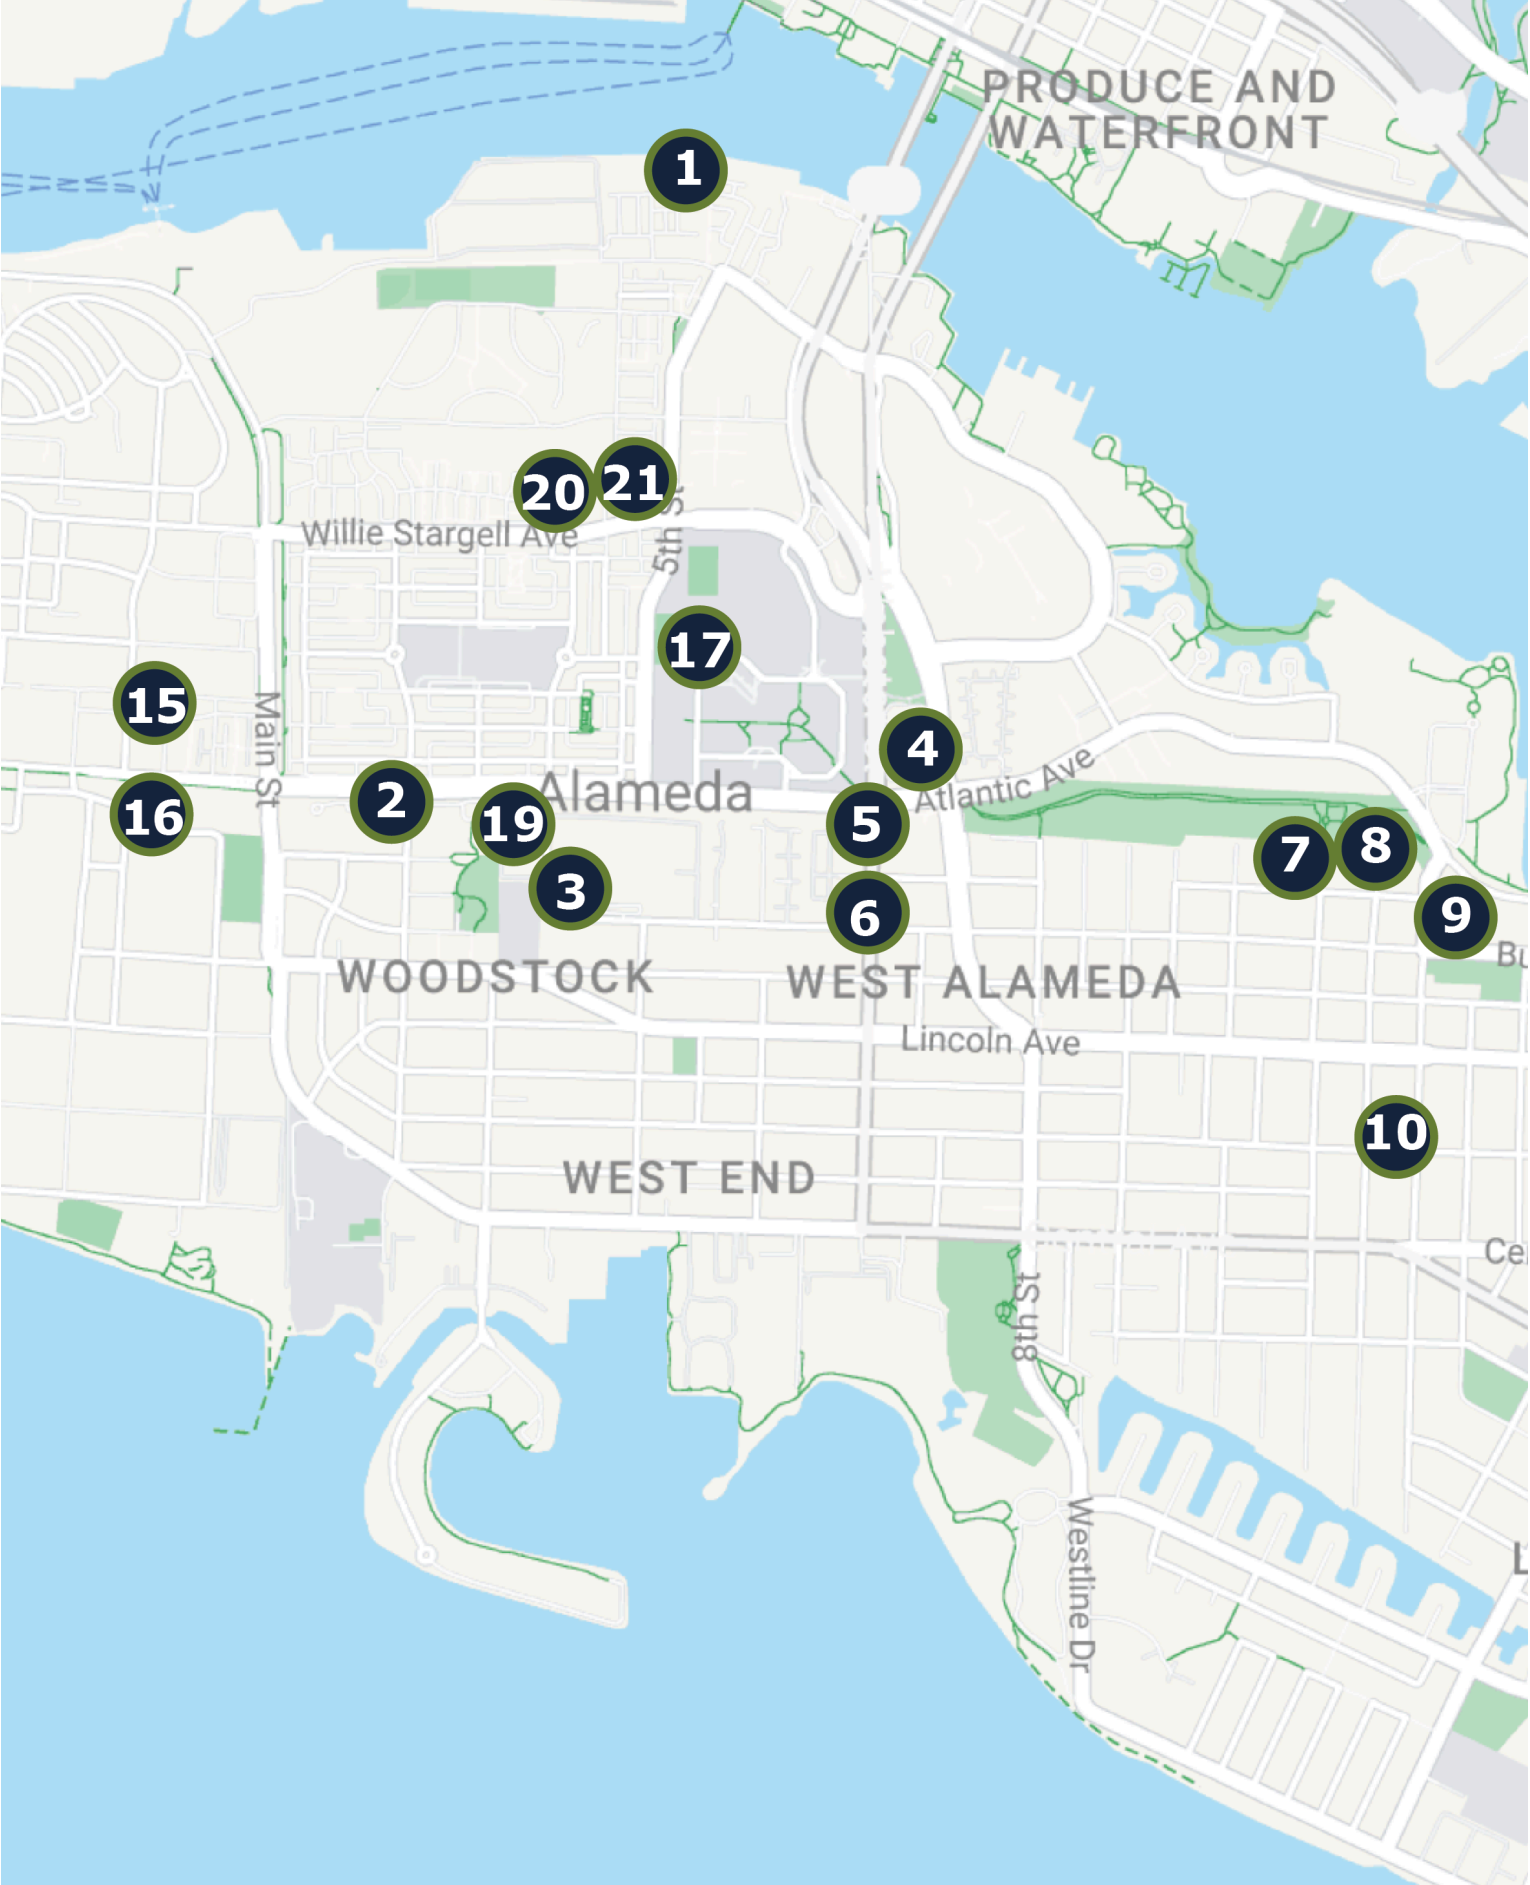 PRODUCE AND
WATERFRONT
1
20
21
Willie Stargell Ave
5th St
17
15
Main St
4
Atlantic Ave
2
Alameda
16
19
5
7
8
3
6
9
Bu
WOODSTOCK
WEST ALAMEDA
Lincoln Ave
10
WEST END
Ce
8th St
Westline Dr
L